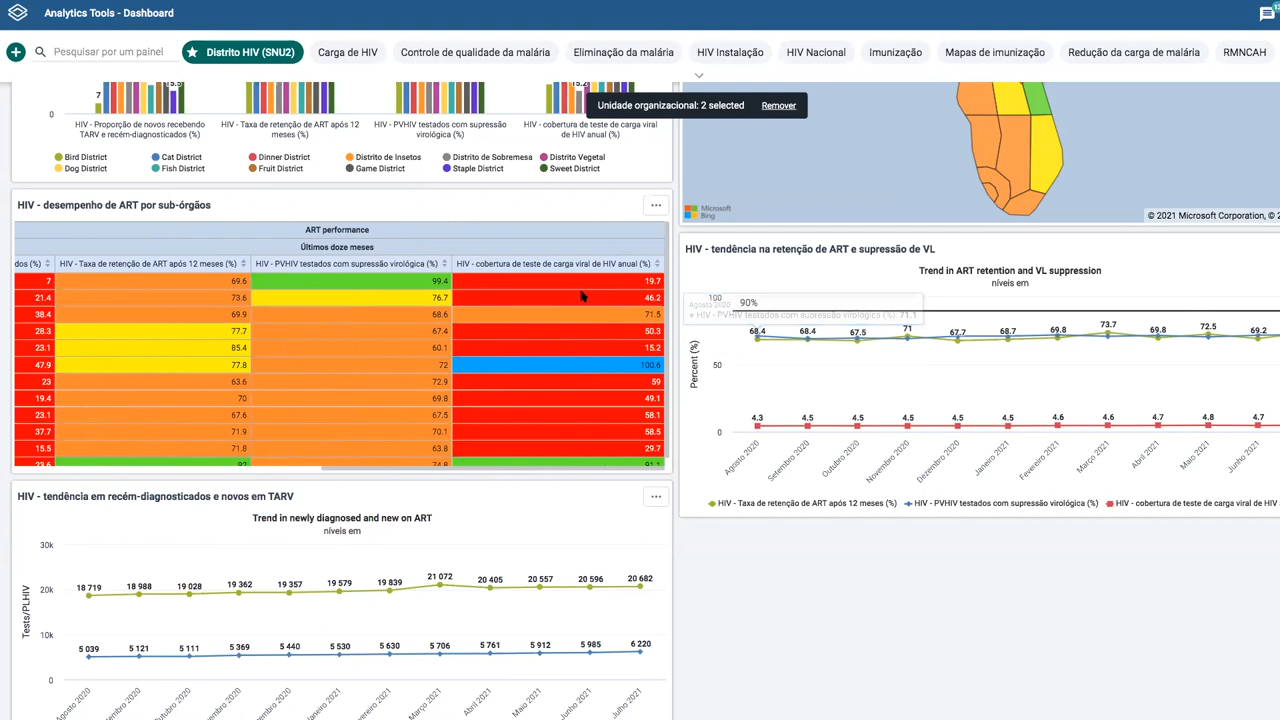 Analytics Tools - Dashboard
Pesquisar por um painel
Distrito HIV (SNU2)
Carga de HIV
Controle de qualidade da malária
Eliminação da malária
HIV Instalação
HIV Nacional
Imunização
Mapas de imunização
Redução da carga de malária
RMNCAH
Unidade organizacional: 2 selected Remover
7
0
HIV - Proporção de novos recebendo
TARV e recém-diagnosticados (%)
HIV - Taxa de retenção de ART após 12
meses (%)
HIV - PVHIV testados com supressão
virológica (%)
HIV - cobertura de teste de carga viral
de HIV anual (%)
Bird District Cat District Dinner District Distrito de Insetos Distrito de Sobremesa Distrito Vegetal
Dog District Fish District Fruit District Game District Staple District Sweet District
HIV - desempenho de ART por sub-órgãos
ART performance
Últimos doze meses
dos (%) HIV - Taxa de retenção de ART após 12 meses (%) HIV - PVHIV testados com supressão virológica (%) HIV - cobertura de teste de carga viral de HIV anual (%)
7 69.6 99.4 19.7
21.4 73.6 76.7 46.2
38.4 69.9 68.6 71.5
28.3 77.7 67.4 50.3
23.1 85.4 60.1 15.2
47.9 77.8 72 100.6
23 63.6 72.9 59
19.4 70 69.8 49.1
23.1 67.6 67.5 58.1
37.7 71.9 70.1 58.5
15.5 71.8 63.8 29.7
23.6 92 74.8 91.1
HIV - tendência em recém-diagnosticados e novos em TARV
Trend in newly diagnosed and new on ART
níveis em
Tests/PLHIV
30k
20k
10k
0
18 719 18 988 19 028 19 362 19 357 19 579 19 839 21 072 20 405 20 557 20 596 20 682
5 039 5 121 5 111 5 369 5 440 5 530 5 630 5 706 5 761 5 912 5 985 6 220
Agosto 2020
Março 2021
Abril 2021
Maio 2021
Junho 2021
Julho 2021
Microsoft
Bing
© 2021 Microsoft Corporation, © 2
HIV - tendência na retenção de ART e supressão de VL
Trend in ART retention and VL suppression
níveis em
Agosto 2020
HIV - PVHIV testados com supressão virológica (%): 71.1
Percent (%)
100
90%
50
0
68.4 68.4 67.5 71 67.7 68.7 69.8 73.7 69.8 72.5 69.2
4.3 4.5 4.5 4.5 4.5 4.5 4.6 4.6 4.7 4.8 4.7
Agosto 2020 Setembro 2020 Outubro 2020 Novembro 2020 Dezembro 2020 Janeiro 2021 Fevereiro 2021 Março 2021 Abril 2021 Maio 2021 Junho 2021
HIV - Taxa de retenção de ART após 12 meses (%) HIV - PVHIV testados com supressão virológica (%) HIV - cobertura de teste de carga viral de HIV